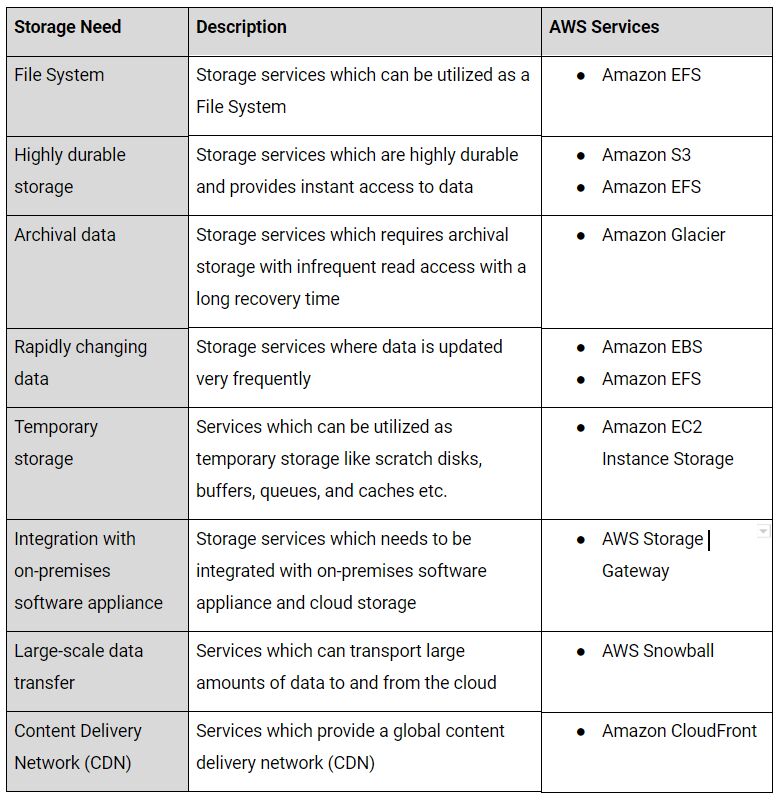 Storage Need
Description
AWS Services
File System
Storage services which can be utilized as a
File System
● Amazon EFS
Highly durable
storage
Storage services which are highly durable
and provides instant access to data
● Amazon S3
● Amazon EFS
Archival data
Storage services which requires archival
storage with infrequent read access with a
long recovery time
● Amazon Glacier
Rapidly changing
data
Storage services where data is updated
very frequently
● Amazon EBS
● Amazon EFS
Temporary
storage
Services which can be utilized as
temporary storage like scratch disks,
buffers, queues, and caches etc.
● Amazon EC2
Instance Storage
Integration with
on-premises
software appliance
Storage services which needs to be
integrated with on-premises software
appliance and cloud storage
● AWS Storage
Gateway
Large-scale data
transfer
Services which can transport large
amounts of data to and from the cloud
● AWS Snowball
Content Delivery
Network (CDN)
Services which provide a global content
delivery network (CDN)
● Amazon CloudFront